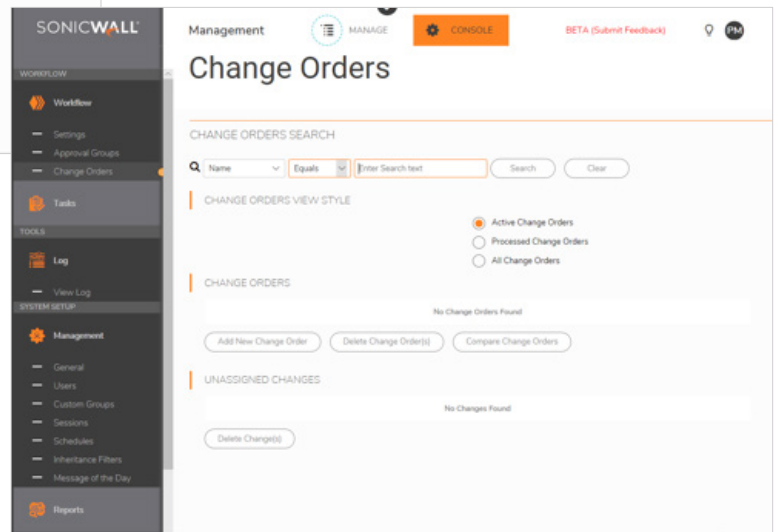 SONICWALL
Management
MANAGE
CONSOLE
BETA (Submit Feedback)
PM
Change Orders
WORKFLOW
Workflow
Settings
Approval Groups
Change Orders
Tasks
TOOLS
Log
View Log
SYSTEM SETUP
Management
General
Users
Custom Groups
Sessions
Schedules
Inheritance Filters
Message of the Day
Reports
CHANGE ORDERS SEARCH
Name Equals Enter Search text Search Clear
CHANGE ORDERS VIEW STYLE
Active Change Orders
Processed Change Orders
All Change Orders
CHANGE ORDERS
No Change Orders Found
Add New Change Order Delete Change Order(s) Compare Change Orders
UNASSIGNED CHANGES
No Changes Found
Delete Change(s)